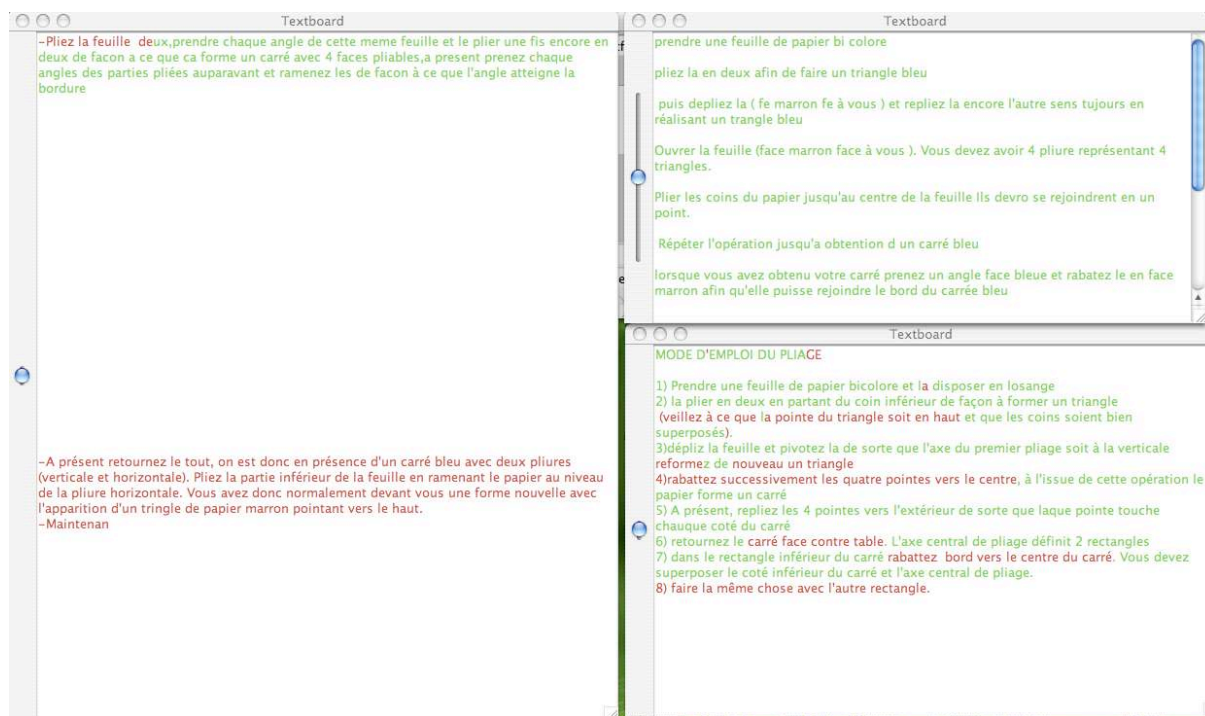 Textboard
-Pliez la feuille  deux,prendre chaque angle de cette meme feuille et le plier une fis encore en
deux de facon a ce que ca forme un carré avec 4 faces pliables,a present prenez chaque
angles des parties pliées auparavant et ramenez les de facon à ce que l'angle atteigne la
bordure
-A présent retournez le tout, on est donc en présence d'un carré bleu avec deux pliures
(verticale et horizontale). Pliez la partie inférieur de la feuille en ramenant le papier au niveau
de la pliure horizontale. Vous avez donc normalement devant vous une forme nouvelle avec
l'apparition d'un tringle de papier marron pointant vers le haut.
-Maintenan
Textboard
prendre une feuille de papier bi colore
pliez la en deux afin de faire un triangle bleu
puis depliez la ( fe marron fe à vous ) et repliez la encore l'autre sens tujours en
réalisant un trangle bleu
Ouvrer la feuille (face marron face à vous ). Vous devez avoir 4 pliure représentant 4
triangles.
Plier les coins du papier jusqu'au centre de la feuille Ils devro se rejoindrent en un
point.
Répéter l'opération jusqu'a obtention d un carré bleu
lorsque vous avez obtenu votre carré prenez un angle face bleue et rabatez le en face
marron afin qu'elle puisse rejoindre le bord du carrée bleu
Textboard
MODE D'EMPLOI DU PLIAGE
1) Prendre une feuille de papier bicolore et la disposer en losange
2) la plier en deux en partant du coin inférieur de façon à former un triangle
(veillez à ce que la pointe du triangle soit en haut et que les coins soient bien
superposés).
3)dépliz la feuille et pivotez la de sorte que l'axe du premier pliage soit à la verticale
reformez de nouveau un triangle
4)rabattez successivement les quatre pointes vers le centre, à l'issue de cette opération le
papier forme un carré
5) A présent, repliez les 4 pointes vers l'extérieur de sorte que laque pointe touche
chauque coté du carré
6) retournez le carré face contre table. L'axe central de pliage définit 2 rectangles
7) dans le rectangle inférieur du carré rabattez  bord vers le centre du carré. Vous devez
superposer le coté inférieur du carré et l'axe central de pliage.
8) faire la même chose avec l'autre rectangle.